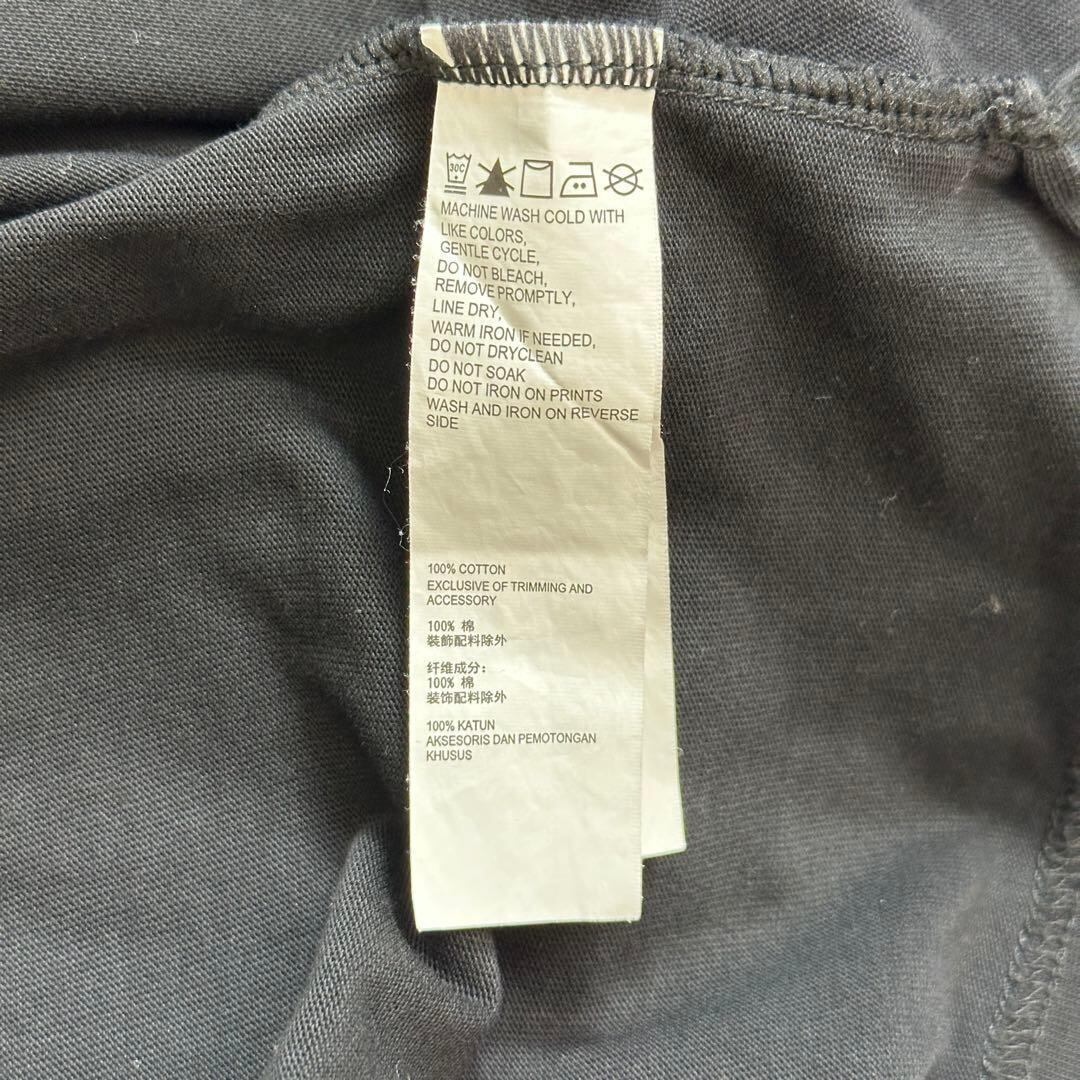 30C
MACHINE WASH COLD WITH
LIKE COLORS,
GENTLE CYCLE,
DO NOT BLEACH,
REMOVE PROMPTLY,
LINE DRY,
WARM IRON IF NEEDED,
DO NOT DRYCLEAN
DO NOT SOAK
DO NOT IRON ON PRINTS
WASH AND IRON ON REVERSE
SIDE
100% COTTON
EXCLUSIVE OF TRIMMING AND
ACCESSORY
100% 棉
裝飾配料除外
纤维成分:
100% 棉
装饰配料除外
100% KATUN
AKSESORIS DAN PEMOTONGAN
KHUSUS